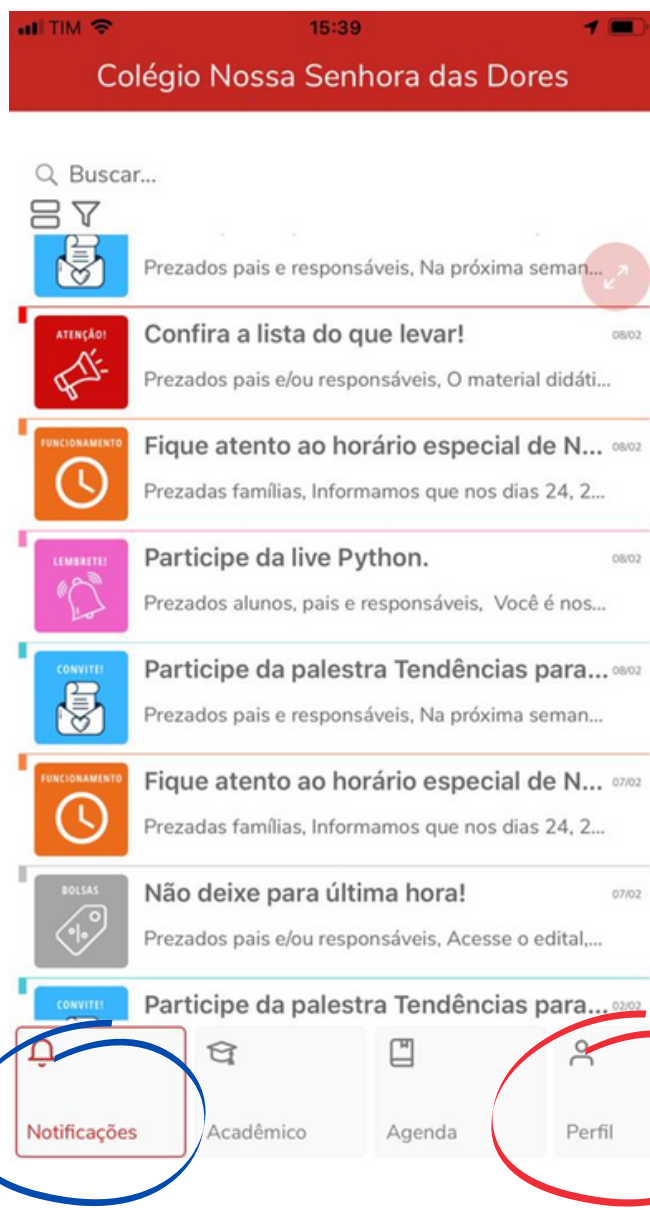 TIM
15:39
Colégio Nossa Senhora das Dores
Buscar...
Prezados pais e responsáveis, Na próxima seman...
ATENÇÃO!
Confira a lista do que levar!
08/02
Prezados pais e/ou responsáveis, O material didáti...
FUNCIONAMENTO
Fique atento ao horário especial de N...
08/02
Prezadas famílias, Informamos que nos dias 24, 2...
LEMBRETE!
Participe da live Python.
08/02
Prezados alunos, pais e responsáveis, Você é nos...
CONVITE!
Participe da palestra Tendências para...
08/02
Prezados pais e responsáveis, Na próxima seman...
FUNCIONAMENTO
Fique atento ao horário especial de N...
07/02
Prezadas famílias, Informamos que nos dias 24, 2...
BOLSAS
Não deixe para última hora!
07/02
Prezados pais e/ou responsáveis, Acesse o edital,...
CONVITE!
Participe da palestra Tendências para...
02/02
Notificações
Acadêmico
Agenda
Perfil